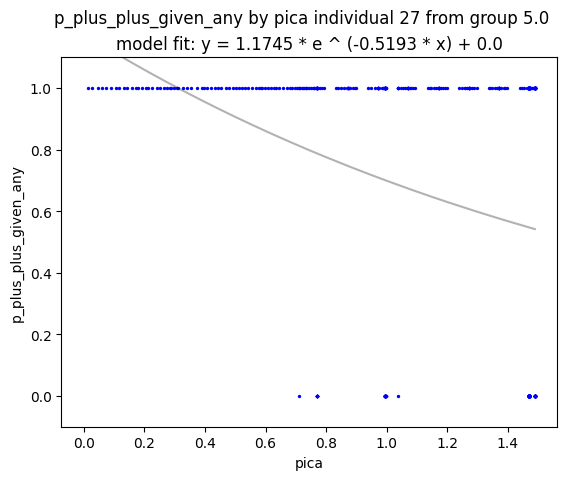 p_plus_plus_given_any by pica individual 27 from group 5.0
model fit: y = 1.1745 * e ^ (-0.5193 * x) + 0.0
1.0
0.8
0.6
0.4
0.2
0.0
p_plus_plus_given_any
0.0 0.2 0.4 0.6 0.8 1.0 1.2 1.4
pica